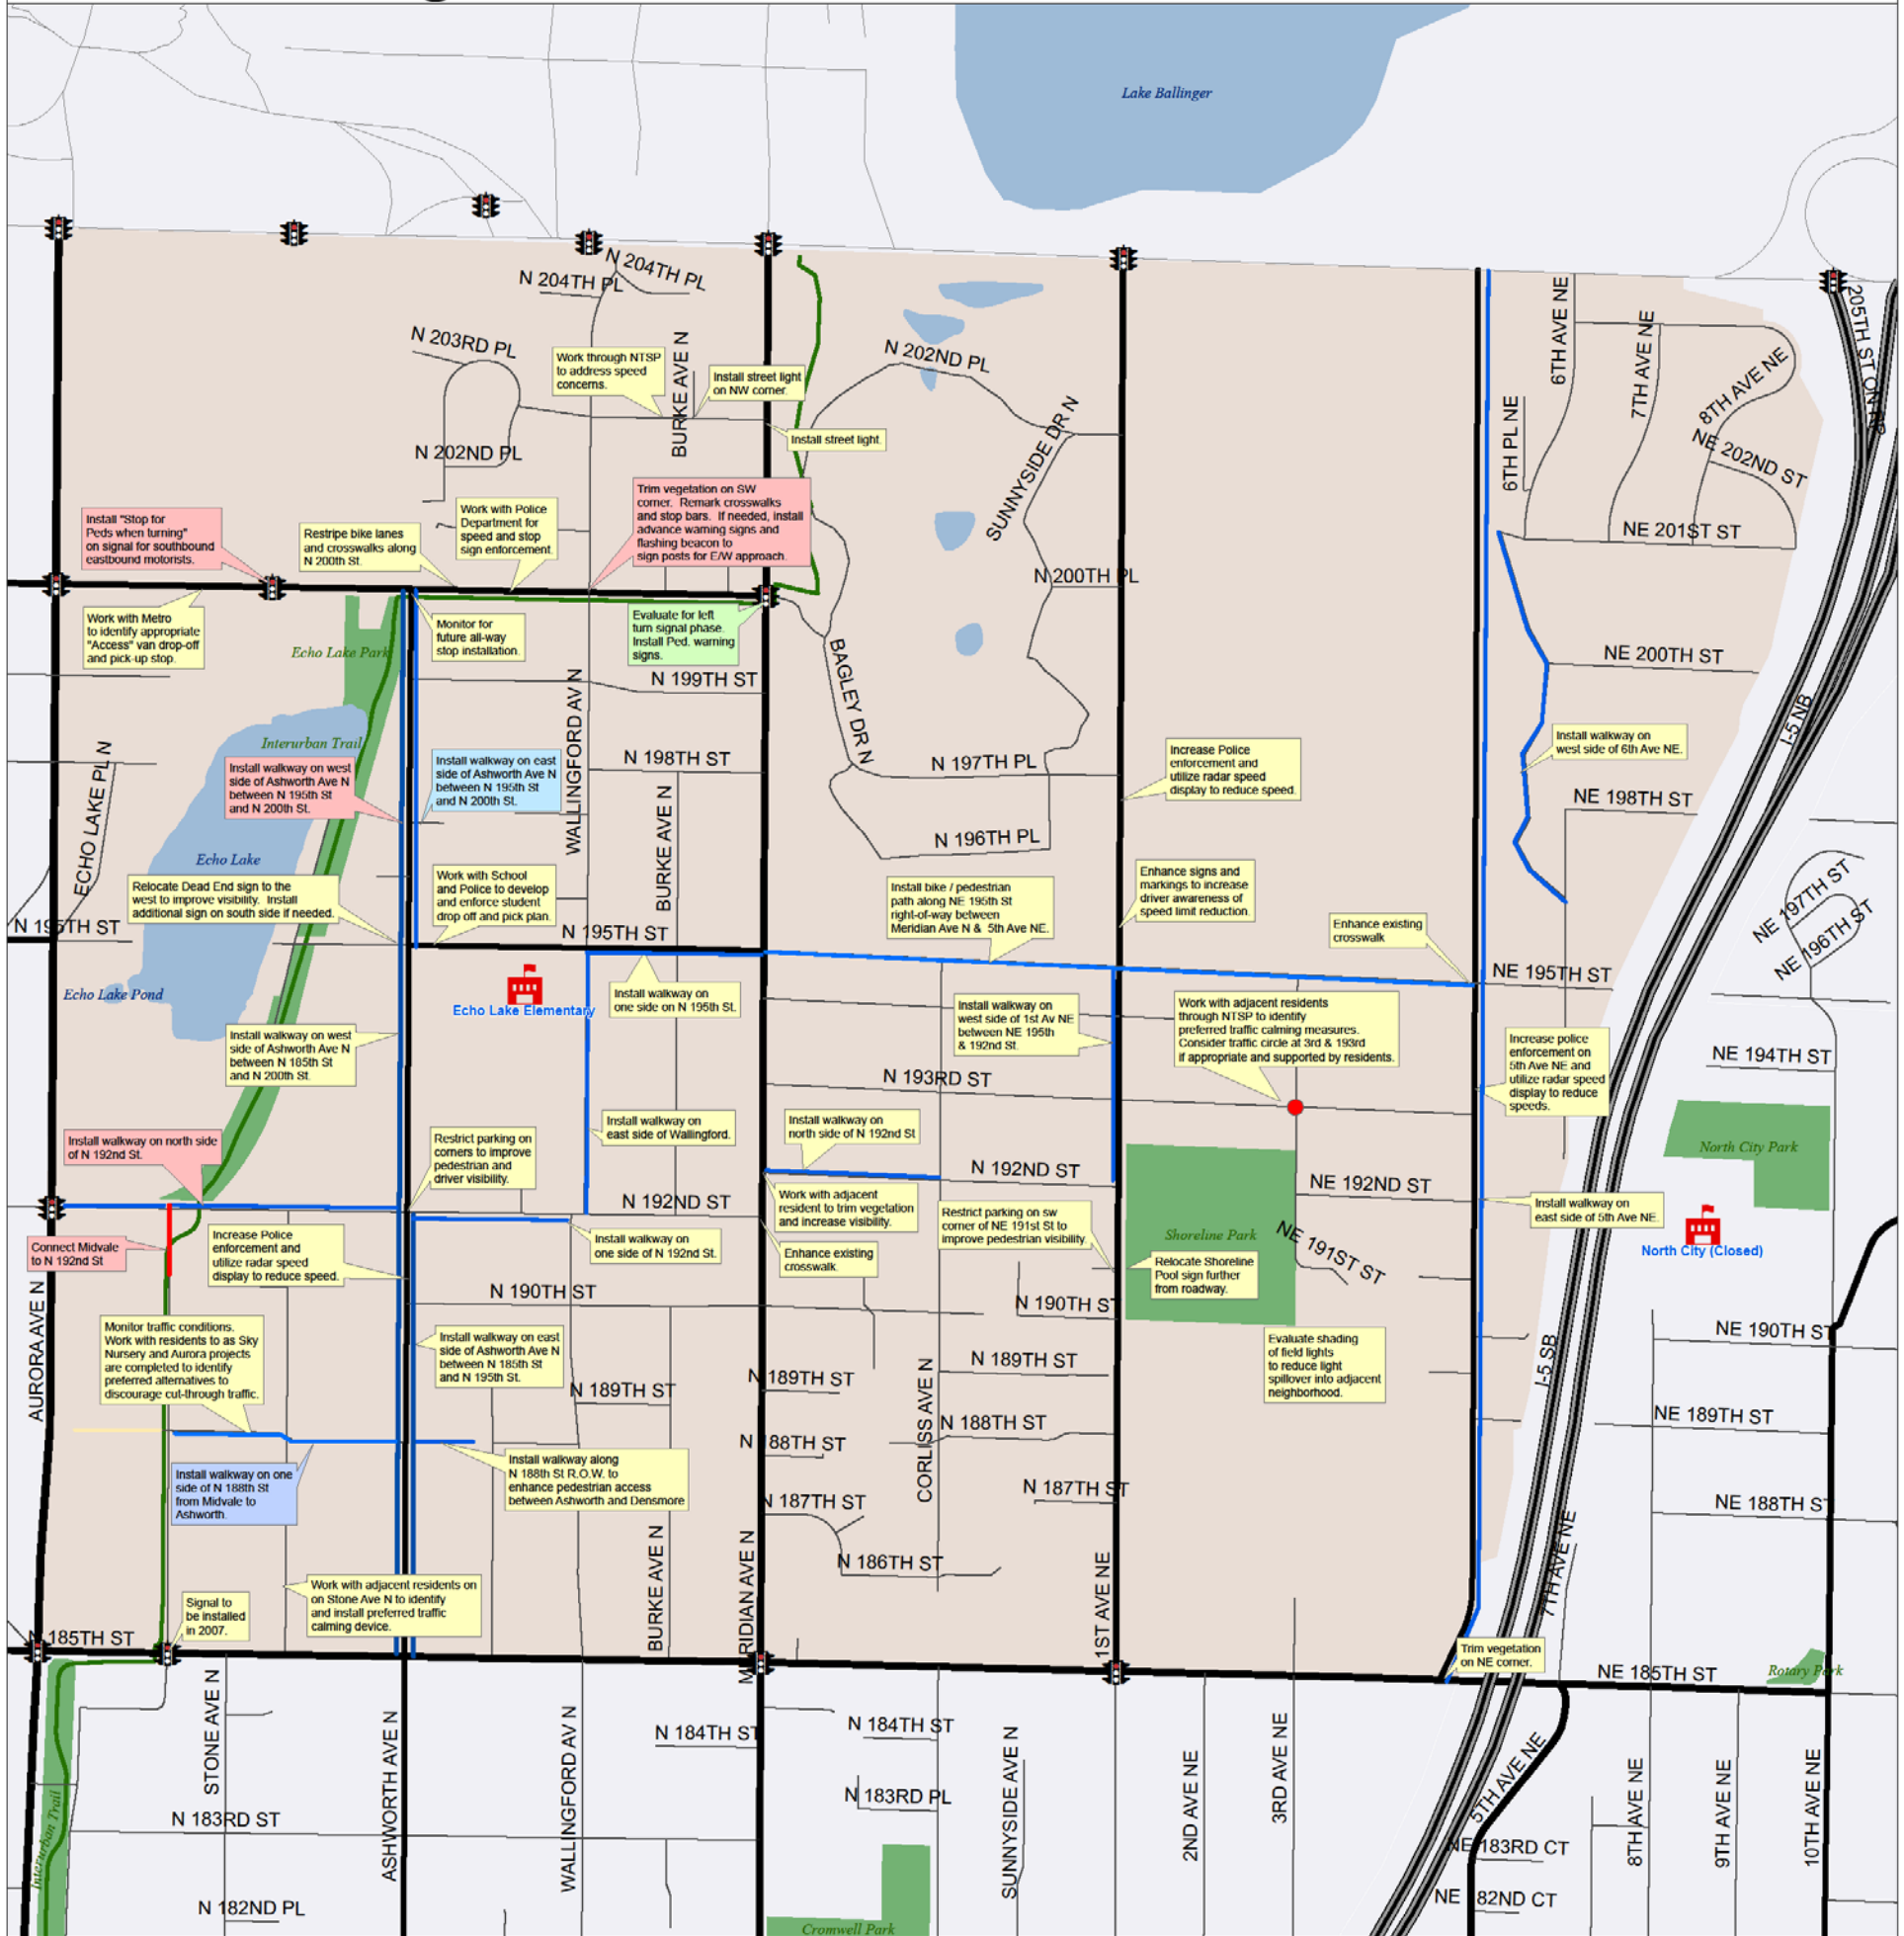 Lake Ballinger
N 204TH PL
N 204TH PL
N 203RD PL
BURKE AVE N
Work through NTSP
to address speed
concerns.
Install street light
on NW corner.
N 202ND PL
Install street light.
N 202ND PL
SUNNYSIDE DR N
6TH AVE NE
7TH AVE NE
8TH AVE NE
6TH PL NE
NE 202ND ST
NE 201ST ST
Install "Stop for
Peds when turning"
on signal for southbound
eastbound motorists.
Restripe bike lanes
and crosswalks along
N 200th St.
Work with Police
Department for
speed and stop
sign enforcement.
Trim vegetation on SW
corner. Remark crosswalks
and stop bars. If needed, install
advance warning signs and
flashing beacon to
sign posts for E/W approach.
N 200TH PL
Work with Metro
to identify appropriate
"Access" van drop-off
and pick-up stop.
Echo Lake Park
Monitor for
future all-way
stop installation.
Evaluate for left
turn signal phase.
Install Ped. warning
signs.
NE 200TH ST
N 199TH ST
WALLINGFORD AV N
BAGLEY DR N
Interurban Trail
N 198TH ST
N 197TH PL
I-5 NB
Install walkway on west
side of Ashworth Ave N
between N 195th St
and N 200th St.
Install walkway on east
side of Ashworth Ave N
between N 195th St
and N 200th St.
Increase Police
enforcement and
utilize radar speed
display to reduce speed.
Install walkway on
west side of 6th Ave NE.
NE 198TH ST
ECHO LAKE PL N
BURKE AVE N
N 196TH PL
Echo Lake
Relocate Dead End sign to the
west to improve visibility. Install
additional sign on south side if needed.
Work with School
and Police to develop
and enforce student
drop off and pick plan.
Install bike / pedestrian
path along NE 195th St
right-of-way between
Meridian Ave N & 5th Ave NE.
Enhance signs and
markings to increase
driver awareness of
speed limit reduction.
Enhance existing
crosswalk
NE 197TH ST
NE 196TH ST
N 195TH ST
N 195TH ST
NE 195TH ST
Echo Lake Pond
Echo Lake Elementary
Install walkway on
one side on N 195th St.
Install walkway on
west side of 1st Av NE
between NE 195th
& 192nd St.
Work with adjacent residents
through NTSP to identify
preferred traffic calming measures.
Consider traffic circle at 3rd & 193rd
if appropriate and supported by residents.
Install walkway on west
side of Ashworth Ave N
between N 185th St
and N 200th St.
Increase police
enforcement on
5th Ave NE and
utilize radar speed
display to reduce
speeds.
NE 194TH ST
N 193RD ST
Install walkway on north side
of N 192nd St.
Restrict parking on
corners to improve
pedestrian and
driver visibility.
Install walkway on
east side of Wallingford.
Install walkway on
north side of N 192nd St
North City Park
N 192ND ST
NE 192ND ST
N 192ND ST
Work with adjacent
resident to trim vegetation
and increase visibility.
Restrict parking on sw
corner of NE 191st St to
improve pedestrian visibility.
Shoreline Park
NE 191ST ST
Install walkway on
east side of 5th Ave NE.
North City (Closed)
Connect Midvale
to N 192nd St
Increase Police
enforcement and
utilize radar speed
display to reduce speed.
Install walkway on
one side of N 192nd St.
Enhance existing
crosswalk.
Relocate Shoreline
Pool sign further
from roadway.
N 190TH ST
N 190TH ST
AURORA AVE N
Monitor traffic conditions.
Work with residents to as Sky
Nursery and Aurora projects
are completed to identify
preferred alternatives to
discourage cut-through traffic.
Install walkway on east
side of Ashworth Ave N
between N 185th St
and N 195th St.
Evaluate shading
of field lights
to reduce light
spillover into adjacent
neighborhood.
NE 190TH ST
I-5 SB
N 189TH ST
N 189TH ST
N 189TH ST
CORLISS AVE N
N 188TH ST
N 188TH ST
NE 189TH ST
Install walkway on one
side of N 188th St
from Midvale to
Ashworth.
Install walkway along
N 188th St R.O.W. to
enhance pedestrian access
between Ashworth and Densmore
N 187TH ST
N 187TH ST
NE 188TH ST
BURKE AVE N
MERIDIAN AVE N
N 186TH ST
1ST AVE NE
7TH AVE NE
Signal to
be installed
in 2007.
Work with adjacent residents on
Stone Ave N to identify
and install preferred traffic
calming device.
N 185TH ST
Trim vegetation
on NE corner.
NE 185TH ST
Rotary Park
STONE AVE N
ASHWORTH AVE N
WALLINGFORD AV N
N 184TH ST
N 184TH ST
SUNNYSIDE AVE N
2ND AVE NE
3RD AVE NE
5TH AVE NE
8TH AVE NE
9TH AVE NE
10TH AVE NE
N 183RD PL
Interurban Trail
N 183RD ST
NE 183RD CT
N 182ND PL
NE 82ND CT
Cromwell Park